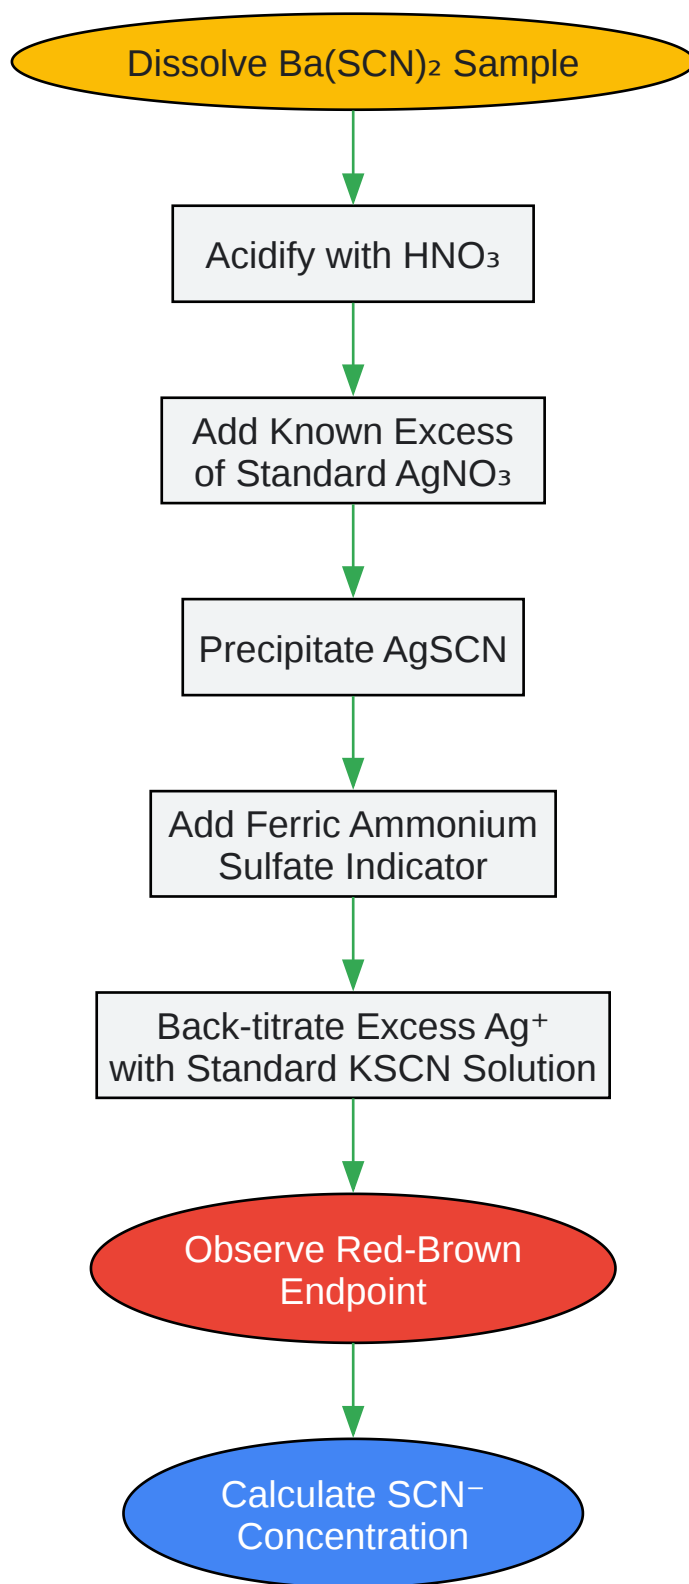 Dissolve Ba(SCN)₂ Sample
Acidify with HNO₃
Add Known Excess
of Standard AgNO₃
Precipitate AgSCN
Add Ferric Ammonium
Sulfate Indicator
Back-titrate Excess Ag⁺
with Standard KSCN Solution
Observe Red-Brown
Endpoint
Calculate SCN⁻
Concentration